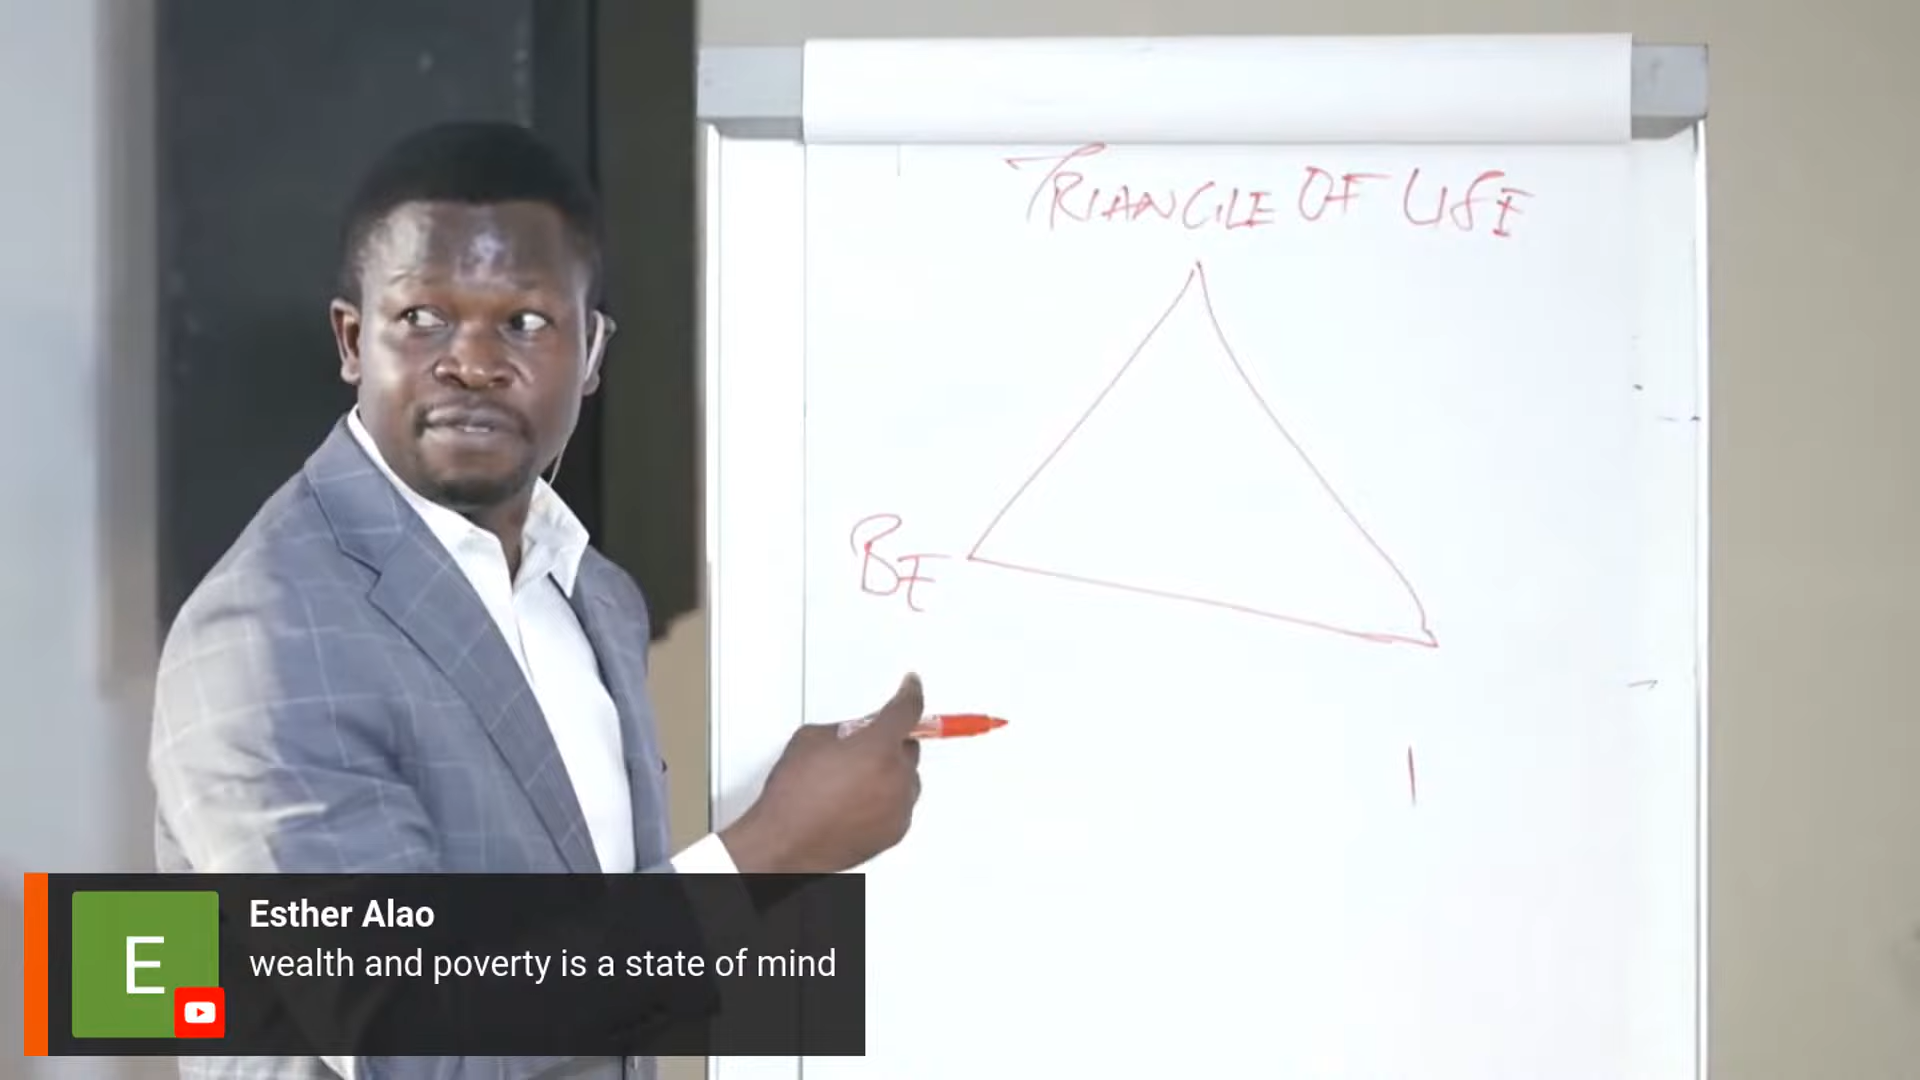 TRIANGLE OF LIFE
BE
E
Esther Alao
wealth and poverty is a state of mind